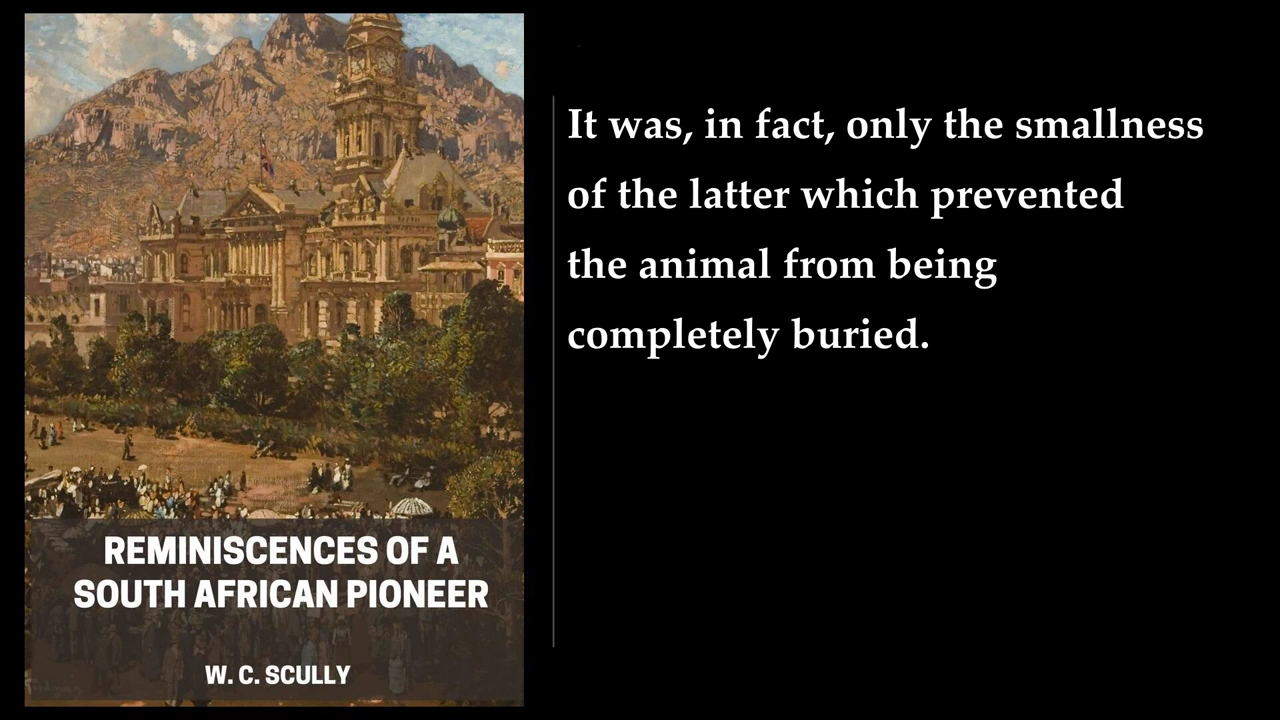 It was, in fact, only the smallness
of the latter which prevented
the animal from being
completely buried.
REMINISCENCES OF A
SOUTH AFRICAN PIONEER
W. C. SCULLY